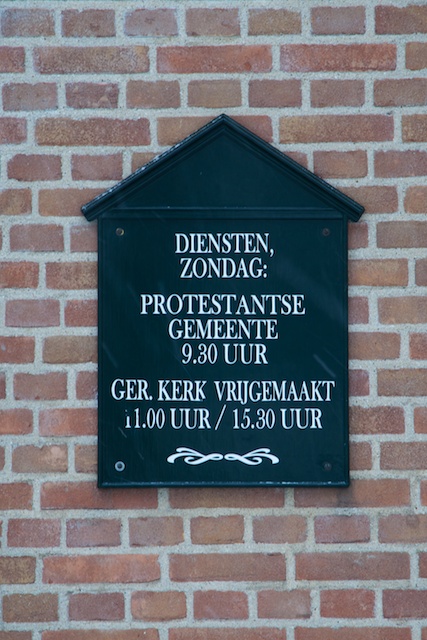 DIENSTEN,
ZONDAG:
PROTESTANTSE
GEMEENTE
9.30 UUR
GER. KERK VRIJGEMAAKT
11.00 UUR / 15.30 UUR